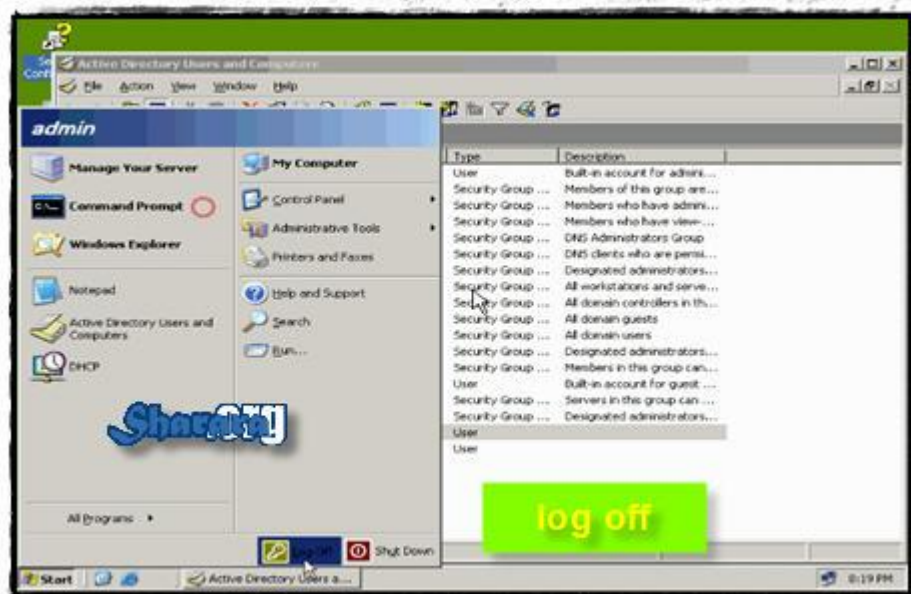 Active Directory Users and Computers
File Action View Window Help
admin
Manage Your Server
Command Prompt
Windows Explorer
Notepad
Active Directory Users and
Computers
DHCP
All Programs
My Computer
Control Panel
Administrative Tools
Printers and Faxes
Help and Support
Search
Run...
Log Off
Shut Down
Type Description
User Built-in account for admini...
Security Group ... Members of this group are...
Security Group ... Members who have admini...
Security Group ... Members who have view-...
Security Group ... DNS Administrators Group
Security Group ... DNS clients who are permi...
Security Group ... Designated administrators...
Security Group ... All workstations and serve...
Security Group ... All domain controllers in th...
Security Group ... All domain guests
Security Group ... All domain users
Security Group ... Designated administrators...
Security Group ... Members in this group can...
User Built-in account for guest ...
Security Group ... Servers in this group can ...
Security Group ... Designated administrators...
User
User
log off
Start
Active Directory Users a...
8:19 PM